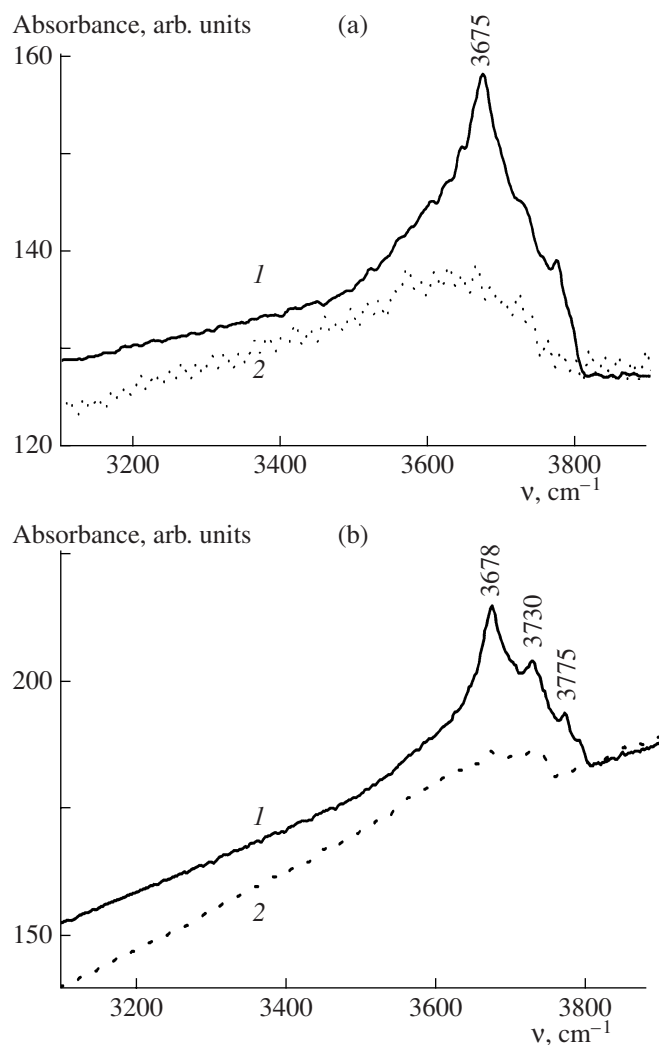 Absorbance, arb. units (a)
3675
160
140
1
2
120
3200 3400 3600 3800
ν, cm⁻¹
Absorbance, arb. units (b)
3678
3730
3775
200
1
2
150
3200 3400 3600 3800
ν, cm⁻¹